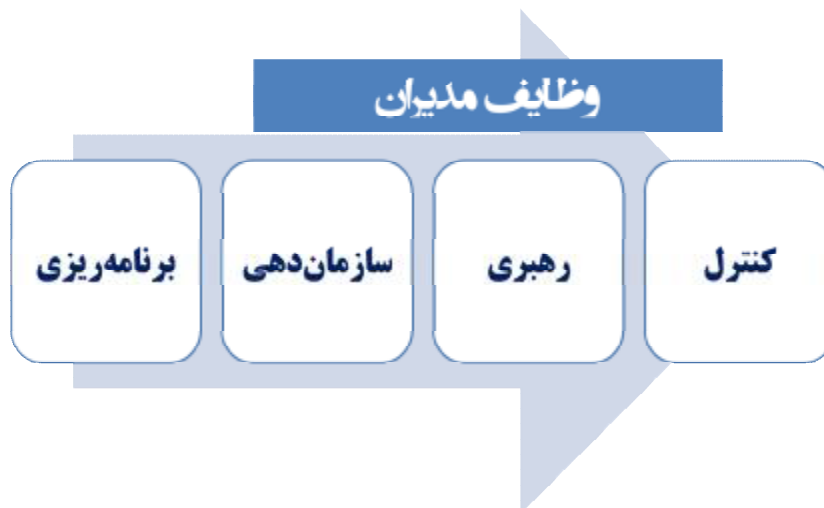 وظایف مدیران
برنامه‌ریزی
سازمان‌دهی
رهبری
کنترل